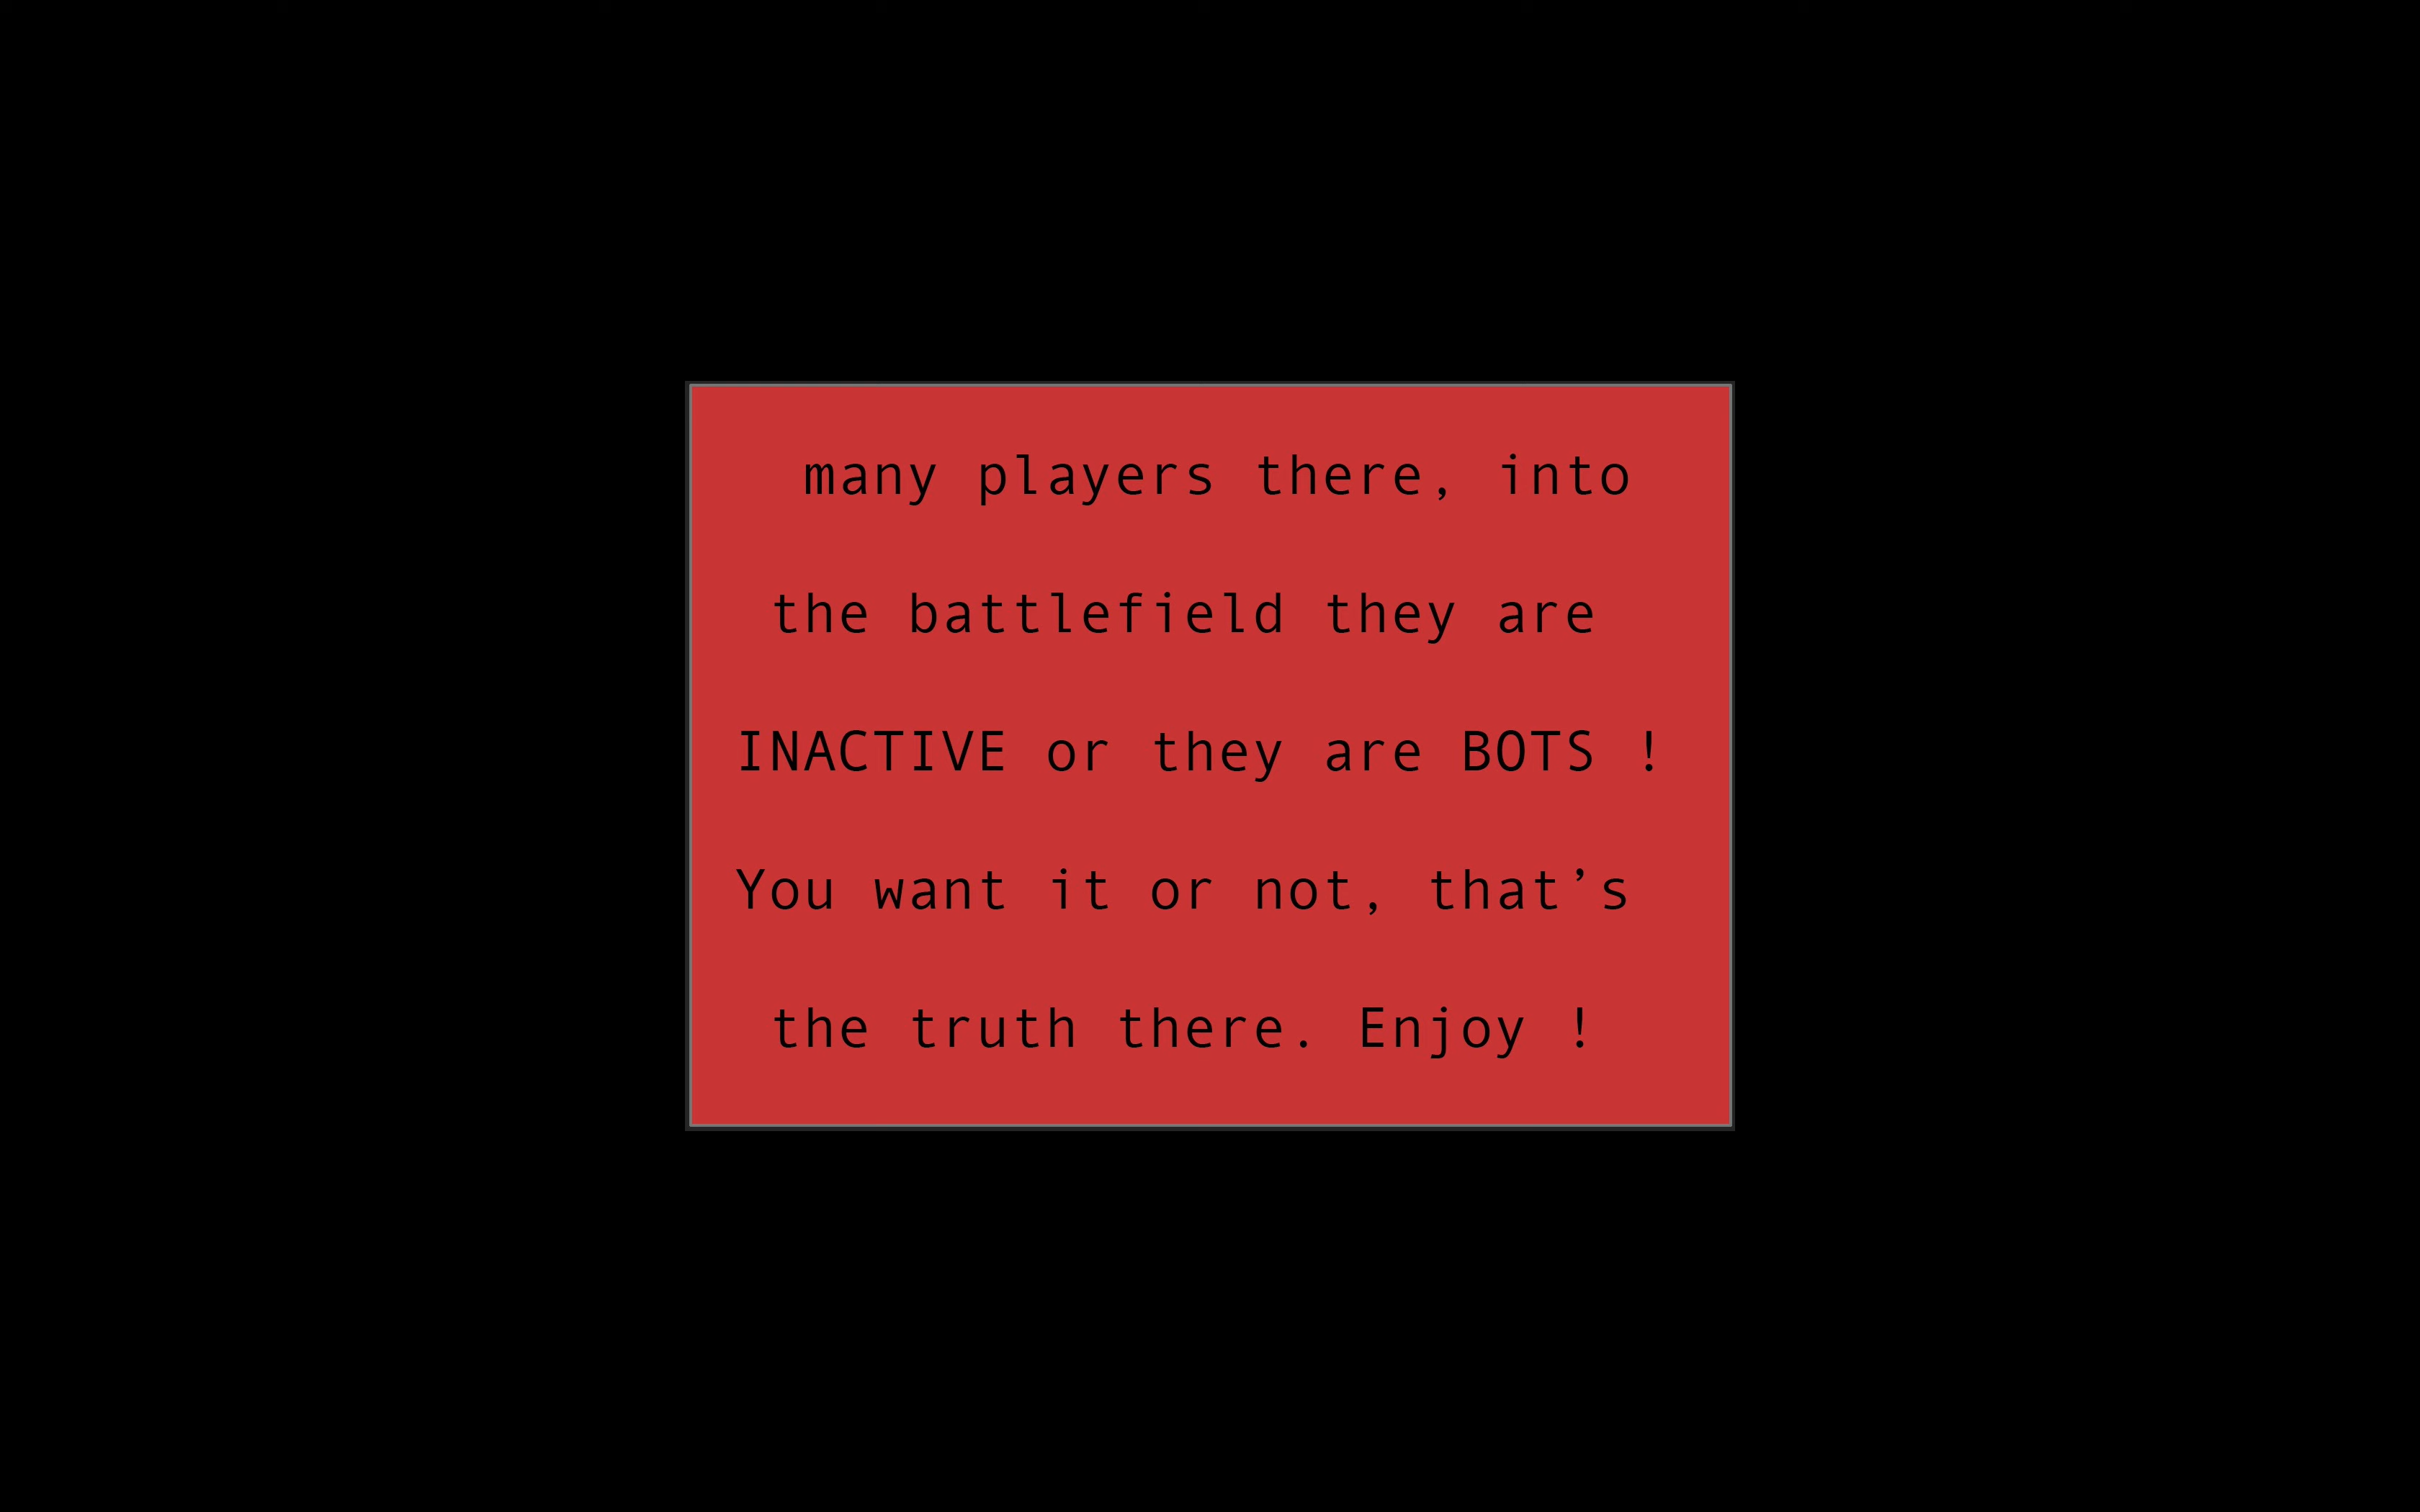 many players there, into
the battlefield they are
INACTIVE or they are BOTS !
You want it or not, that’s
the truth there. Enjoy !